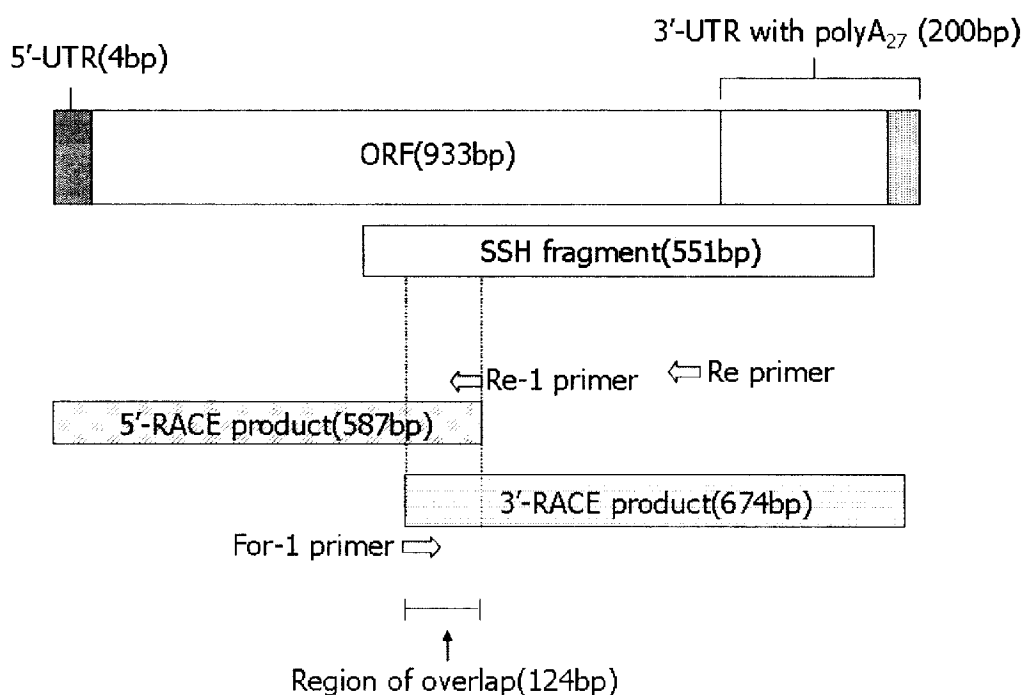 3′-UTR with polyA₂₇ (200bp)
5′-UTR(4bp)
ORF(933bp)
SSH fragment(551bp)
Re-1 primer
Re primer
5′-RACE product(587bp)
3′-RACE product(674bp)
For-1 primer
Region of overlap(124bp)